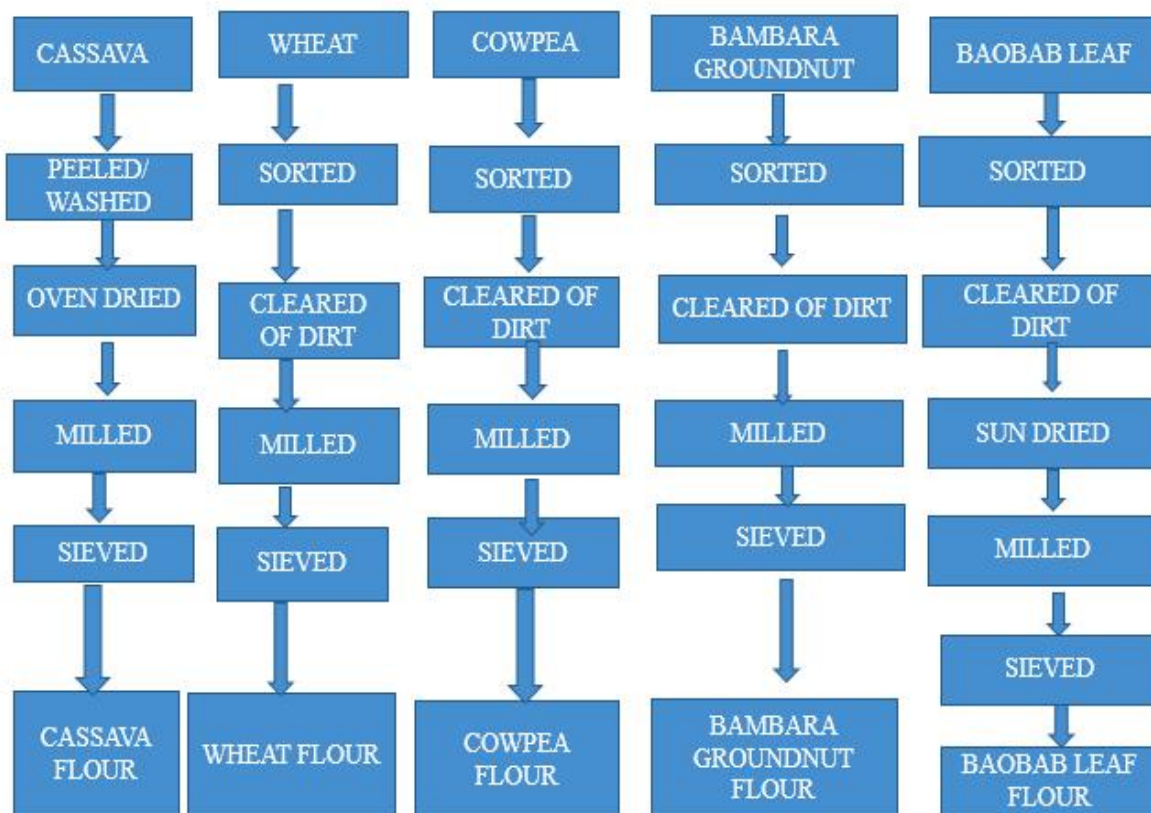 CASSAVA
PEELED/
WASHED
OVEN DRIED
MILLED
SIEVED
CASSAVA
FLOUR
WHEAT
SORTED
CLEARED
OF DIRT
MILLED
SIEVED
WHEAT FLOUR
COWPEA
SORTED
CLEARED OF
DIRT
MILLED
SIEVED
COWPEA
FLOUR
BAMBARA
GROUNDNUT
SORTED
CLEARED OF DIRT
MILLED
SIEVED
BAMBARA
GROUNDNUT
FLOUR
BAOBAB LEAF
SORTED
CLEARED OF
DIRT
SUN DRIED
MILLED
SIEVED
BAOBAB LEAF
FLOUR